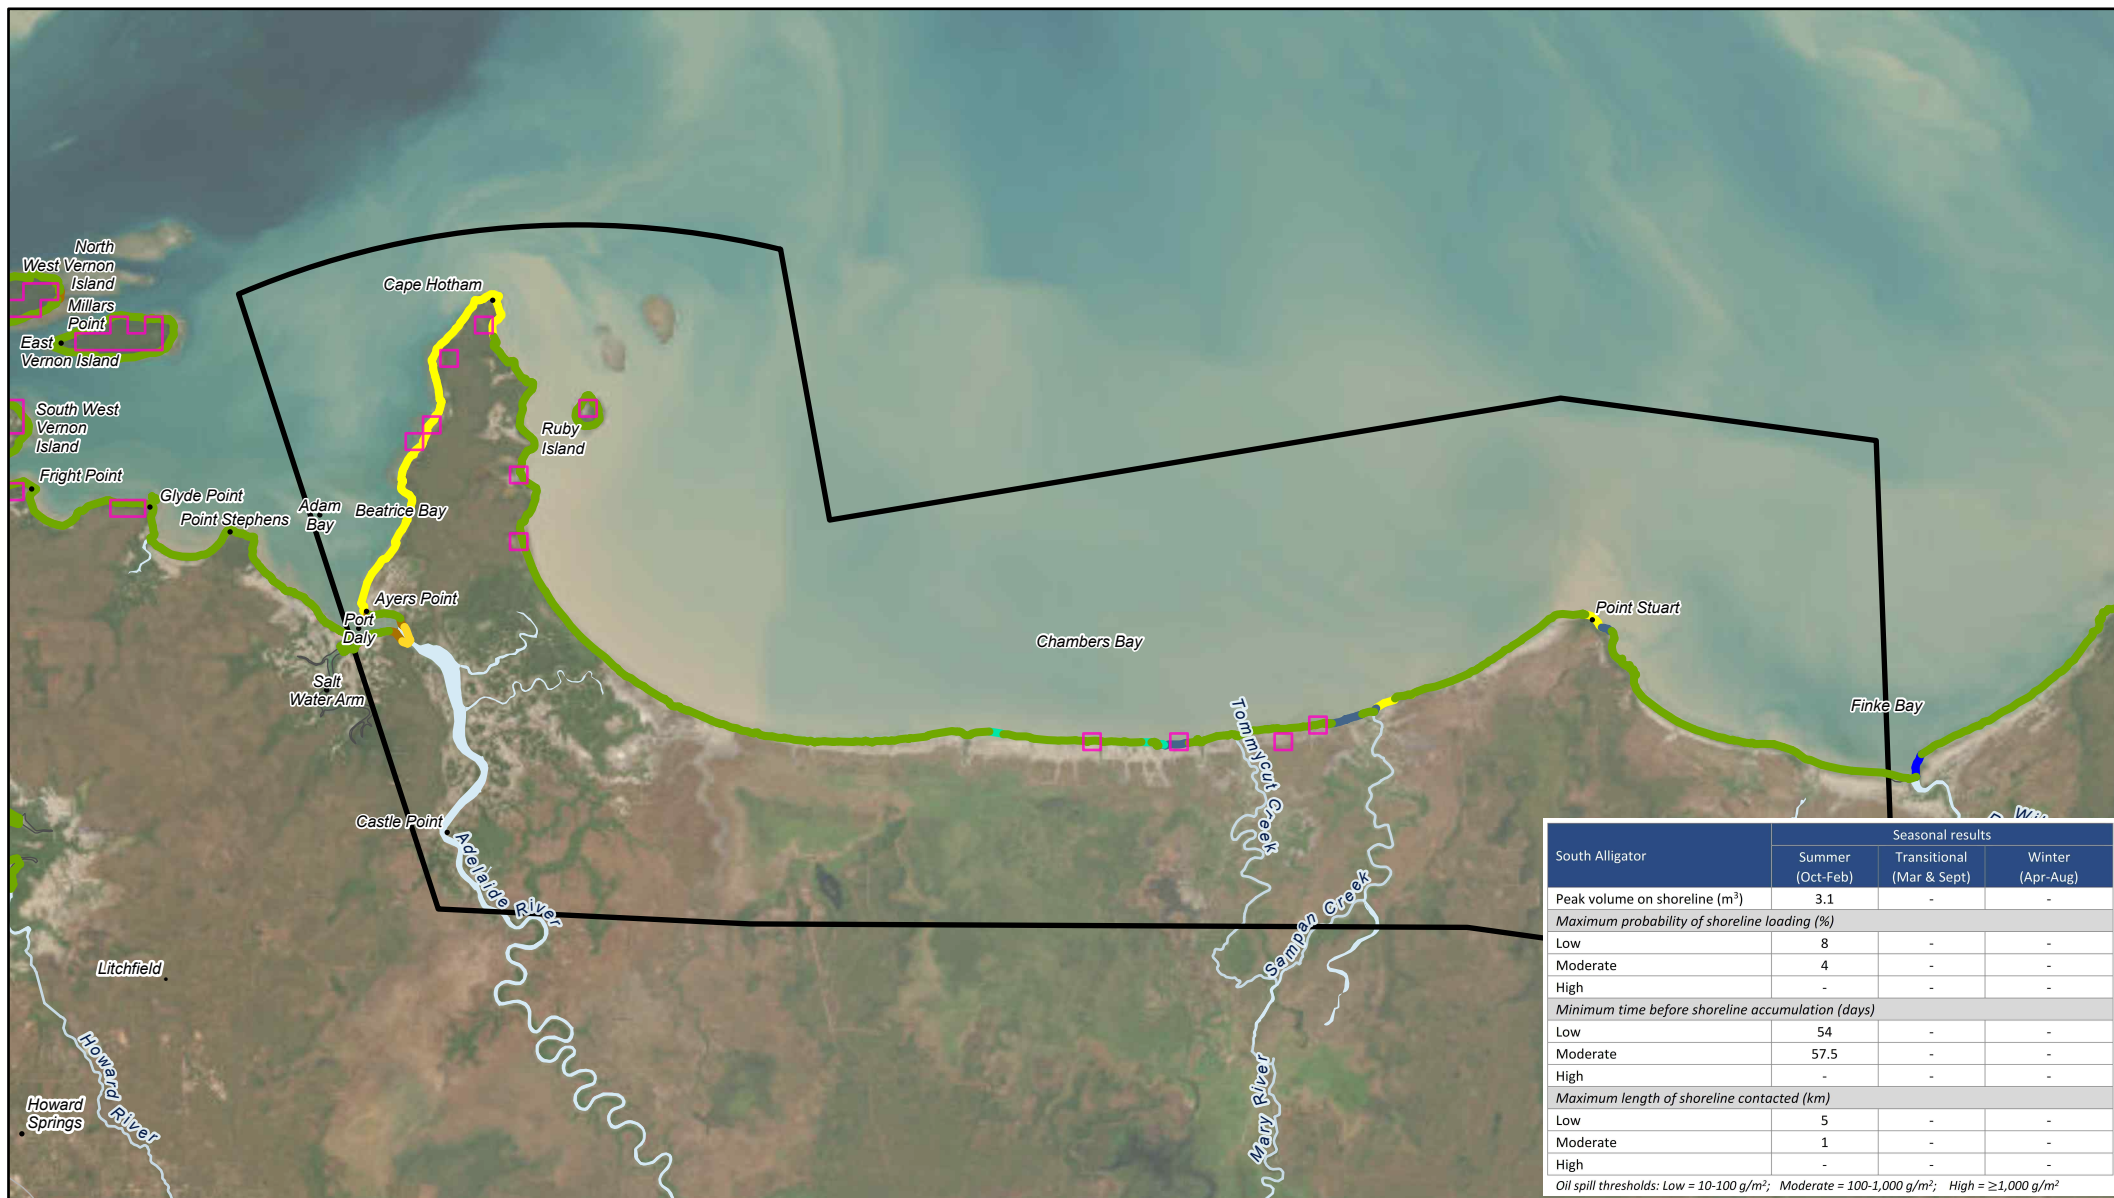 North
West Vernon
Island
Millars
Point
East
Vernon Island
Cape Hotham
South West
Vernon
Island
Ruby
Island
Fright Point
Glyde Point
Point Stephens
Adam
Bay
Beatrice Bay
Ayers Point
Port
Daly
Salt
Water Arm
Chambers Bay
Point Stuart
Finke Bay
Tommycut Creek
Castle Point
Adelaide River
Sampan Creek
Mary River
Litchfield
Howard River
Howard
Springs
South Alligator
Seasonal results
Summer
(Oct-Feb)
Transitional
(Mar & Sept)
Winter
(Apr-Aug)
Peak volume on shoreline (m³) 3.1 - -
Maximum probability of shoreline loading (%)
Low 8 - -
Moderate 4 - -
High - - -
Minimum time before shoreline accumulation (days)
Low 54 - -
Moderate 57.5 - -
High - - -
Maximum length of shoreline contacted (km)
Low 5 - -
Moderate 1 - -
High - - -
Oil spill thresholds: Low = 10-100 g/m²; Moderate = 100-1,000 g/m²; High = ≥1,000 g/m²